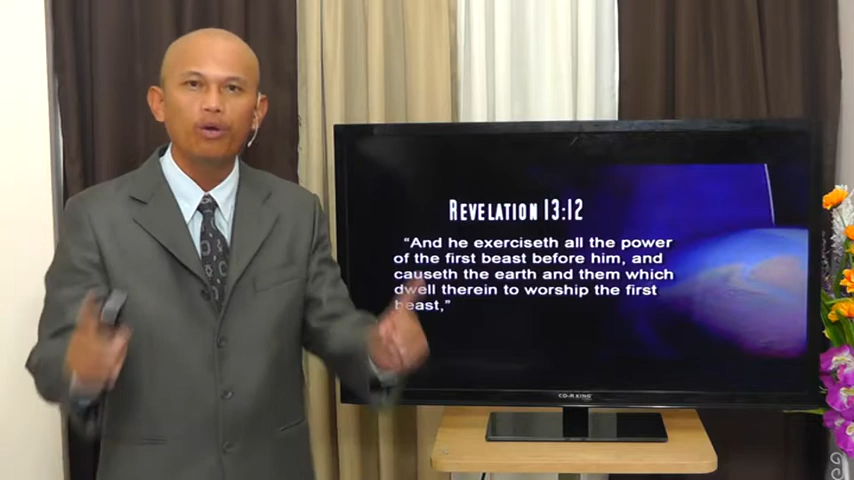 REVELATION 13:12
"And he exerciseth all the power
of the first beast before him, and
causeth the earth and them which
dwell therein to worship the first
beast,"
CD-R KING